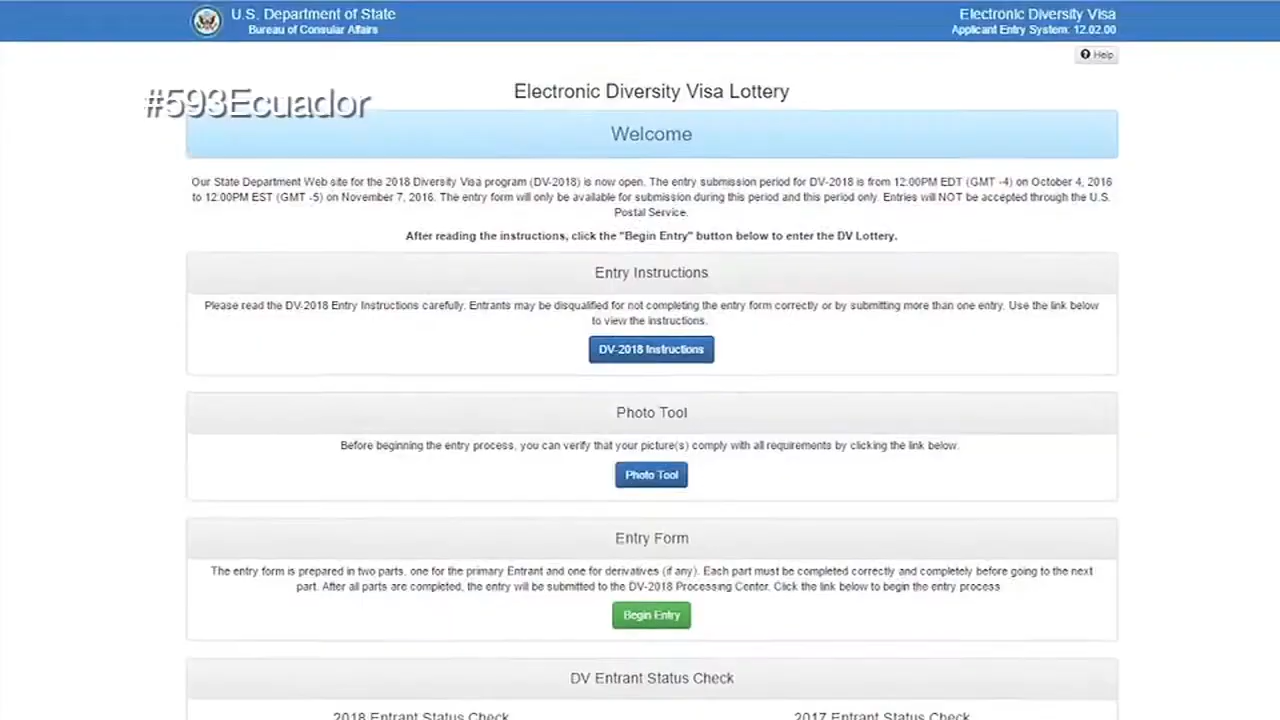 U.S. Department of State
Bureau of Consular Affairs
Electronic Diversity Visa
Applicant Entry System: 12.02.00
Help
#593Ecuador
Electronic Diversity Visa Lottery
Welcome
Our State Department Web site for the 2018 Diversity Visa program (DV-2018) is now open. The entry submission period for DV-2018 is from 12:00PM EDT (GMT -4) on October 4, 2016
to 12:00PM EST (GMT -5) on November 7, 2016. The entry form will only be available for submission during this period and this period only. Entries will NOT be accepted through the U.S.
Postal Service.
After reading the instructions, click the "Begin Entry" button below to enter the DV Lottery.
Entry Instructions
Please read the DV-2018 Entry Instructions carefully. Entrants may be disqualified for not completing the entry form correctly or by submitting more than one entry. Use the link below
to view the instructions.
DV-2018 Instructions
Photo Tool
Before beginning the entry process, you can verify that your picture(s) comply with all requirements by clicking the link below.
Photo Tool
Entry Form
The entry form is prepared in two parts, one for the primary Entrant and one for derivatives (if any). Each part must be completed correctly and completely before going to the next
part. After all parts are completed, the entry will be submitted to the DV-2018 Processing Center. Click the link below to begin the entry process
Begin Entry
DV Entrant Status Check
2018 Entrant Status Check
2017 Entrant Status Check